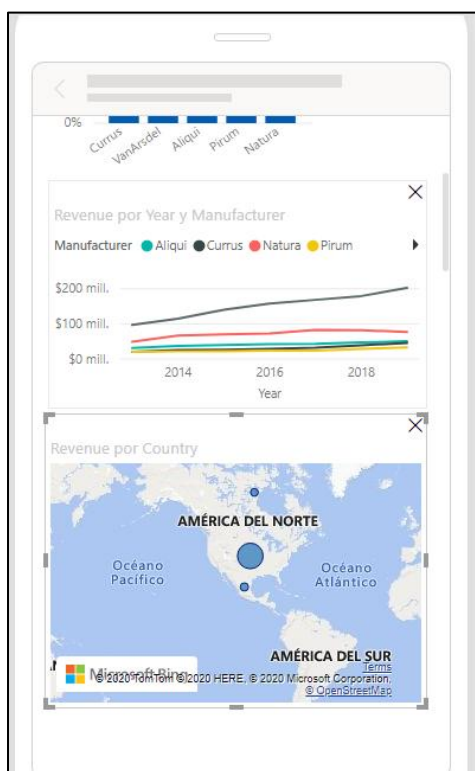 0%
Currus
VanArsdel
Aliqui
Pirum
Natura
Revenue por Year y Manufacturer
Manufacturer Aliqui Currus Natura Pirum
$200 mill.
$100 mill.
$0 mill.
2014 2016 2018
Year
Revenue por Country
AMÉRICA DEL NORTE
Océano
Pacífico
Océano
Atlántico
AMÉRICA DEL SUR
Terms
Microsoft Bing
© 2020 TomTom © 2020 HERE, © 2020 Microsoft Corporation,
© OpenStreetMap